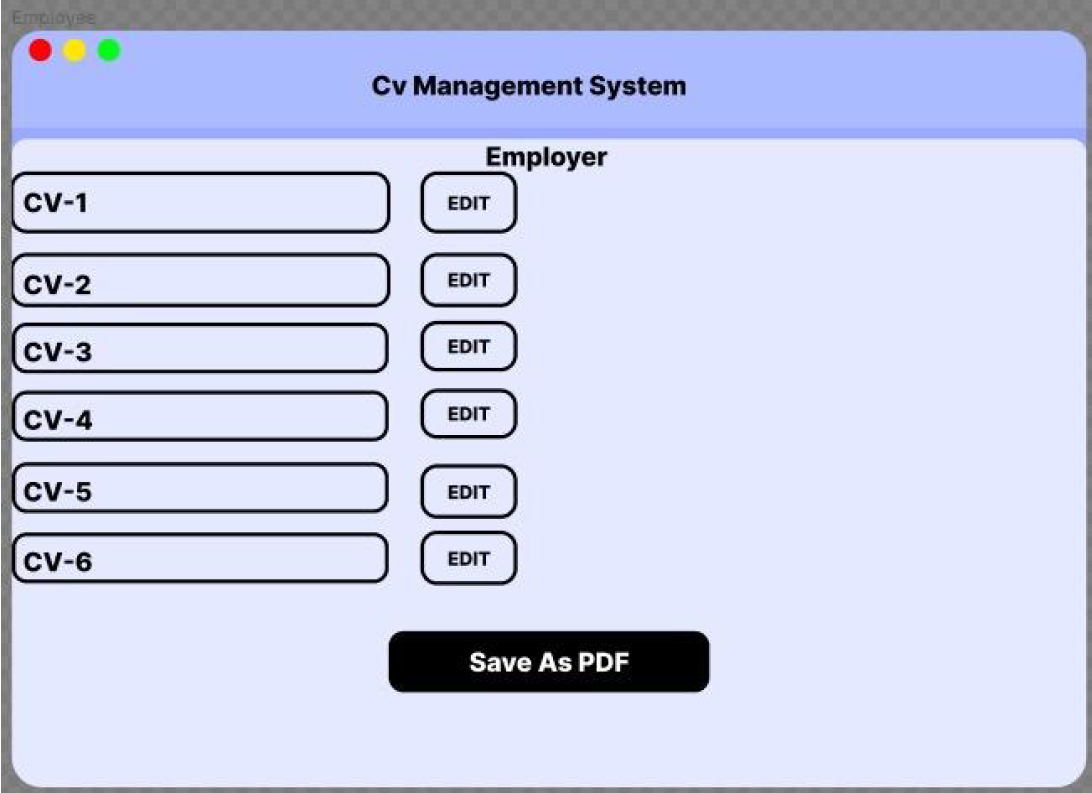 Employee
Cv Management System
Employer
CV-1 EDIT
CV-2 EDIT
CV-3 EDIT
CV-4 EDIT
CV-5 EDIT
CV-6 EDIT
Save As PDF